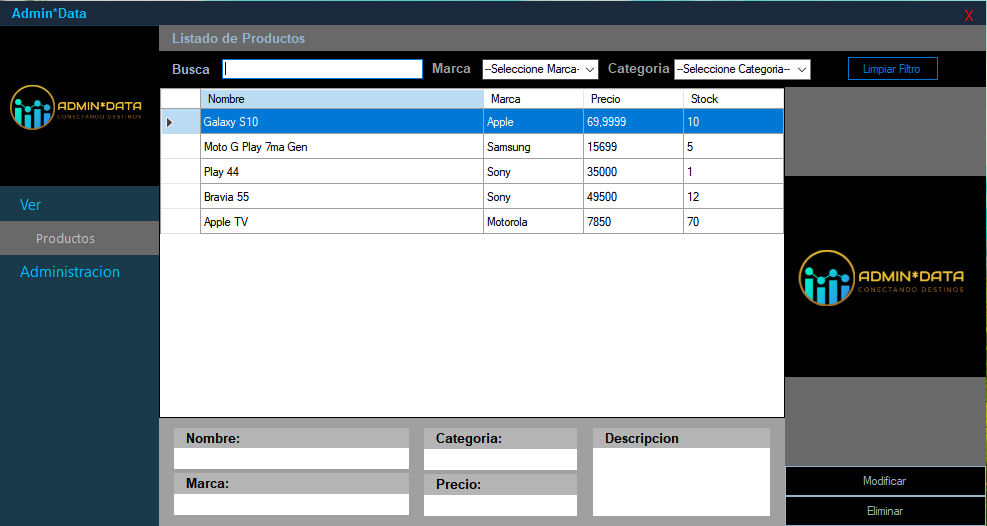 Admin*Data
X
Listado de Productos
Busca Marca --Seleccione Marca- Categoria --Seleccione Categoria-- Limpiar Filtro
ADMIN*DATA
CONECTANDO DESTINOS
Nombre Marca Precio Stock
Galaxy S10 Apple 69,9999 10
Moto G Play 7ma Gen Samsung 15699 5
Play 44 Sony 35000 1
Bravia 55 Sony 49500 12
Apple TV Motorola 7850 70
Ver
Productos
Administracion
ADMIN*DATA
CONECTANDO DESTINOS
Nombre: Categoria: Descripcion
Marca: Precio:
Modificar
Eliminar